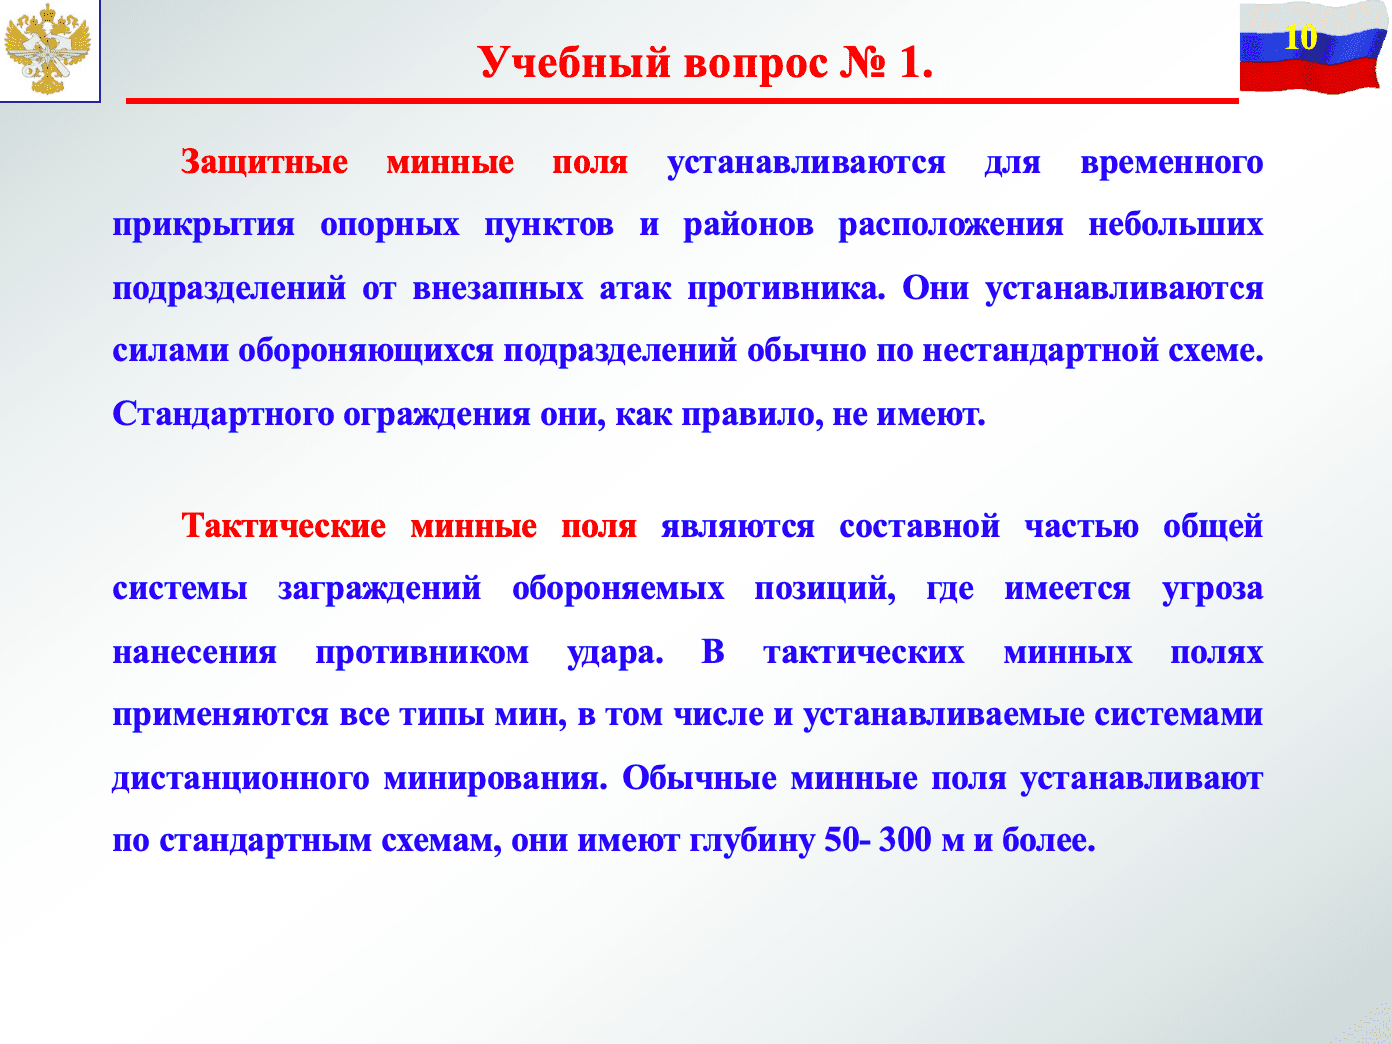 Учебный вопрос № 1.
10
Защитные минные поля устанавливаются для временного
прикрытия опорных пунктов и районов расположения небольших
подразделений от внезапных атак противника. Они устанавливаются
силами обороняющихся подразделений обычно по нестандартной схеме.
Стандартного ограждения они, как правило, не имеют.
Тактические минные поля являются составной частью общей
системы заграждений обороняемых позиций, где имеется угроза
нанесения противником удара. В тактических минных полях
применяются все типы мин, в том числе и устанавливаемые системами
дистанционного минирования. Обычные минные поля устанавливают
по стандартным схемам, они имеют глубину 50- 300 м и более.